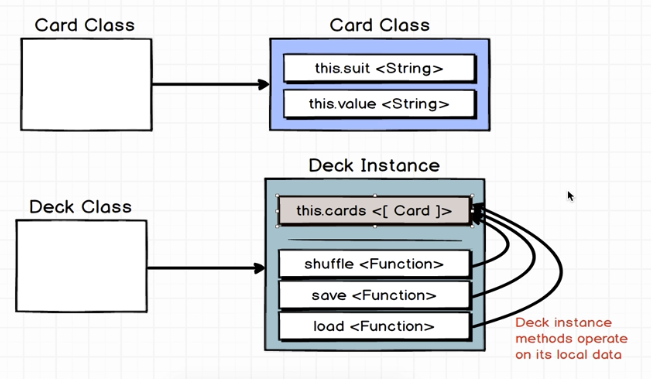 Card Class
Card Class
this.suit <String>
this.value <String>
Deck Instance
Deck Class
this.cards <[ Card ]>
shuffle <Function>
save <Function>
load <Function>
Deck instance
methods operate
on its local data